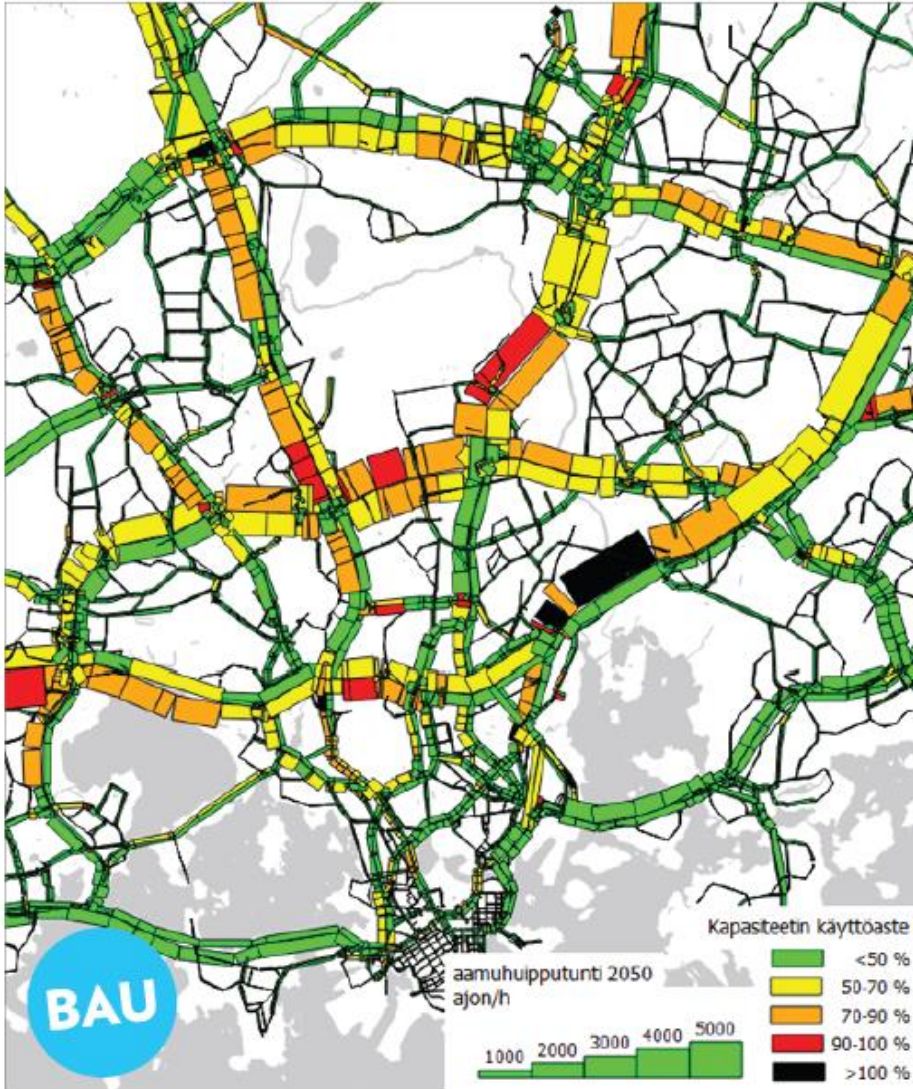 BAU
aamuhuipputunti 2050
ajon/h
1000 2000 3000 4000 5000
Kapasiteetin käyttöaste
<50 %
50-70 %
70-90 %
90-100 %
>100 %